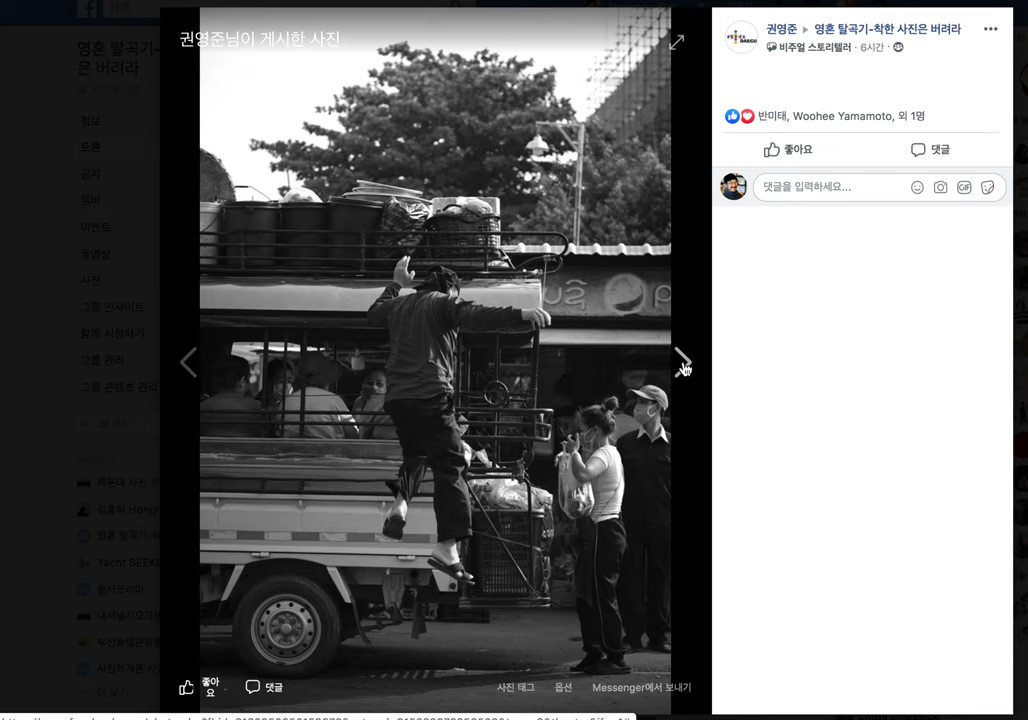 검색
영혼 탈곡기-
은 버려라
정보
토론
공지
멤버
이벤트
동영상
사진
그룹 인사이트
함께 시청하기
그룹 관리
그룹 콘텐츠 관리
권영준님이 게시한 사진
좋아
요
댓글
사진 태그
옵션
Messenger에서 보내기
권영준 ▸ 영혼 탈곡기-착한 사진은 버려라
비주얼 스토리텔러 · 6시간 ·
반미태, Woohee Yamamoto, 외 1명
좋아요
댓글
댓글을 입력하세요...
GIF